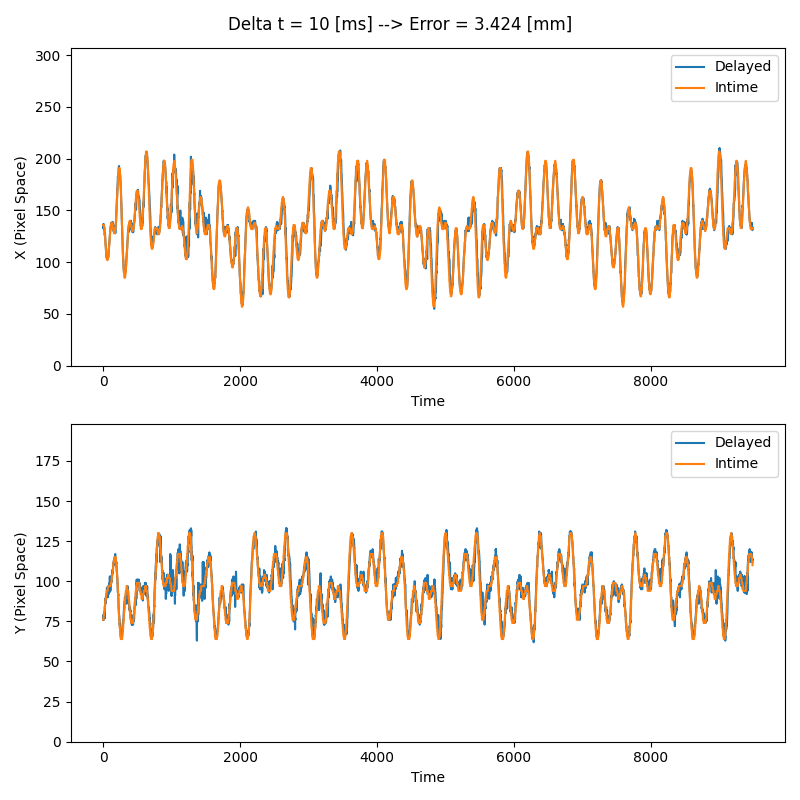 Delta t = 10 [ms] --> Error = 3.424 [mm]
300
250
200
150
100
50
0
X (Pixel Space)
Delayed
Intime
0 2000 4000 6000 8000
Time
175
150
125
100
75
50
25
0
Y (Pixel Space)
Delayed
Intime
0 2000 4000 6000 8000
Time